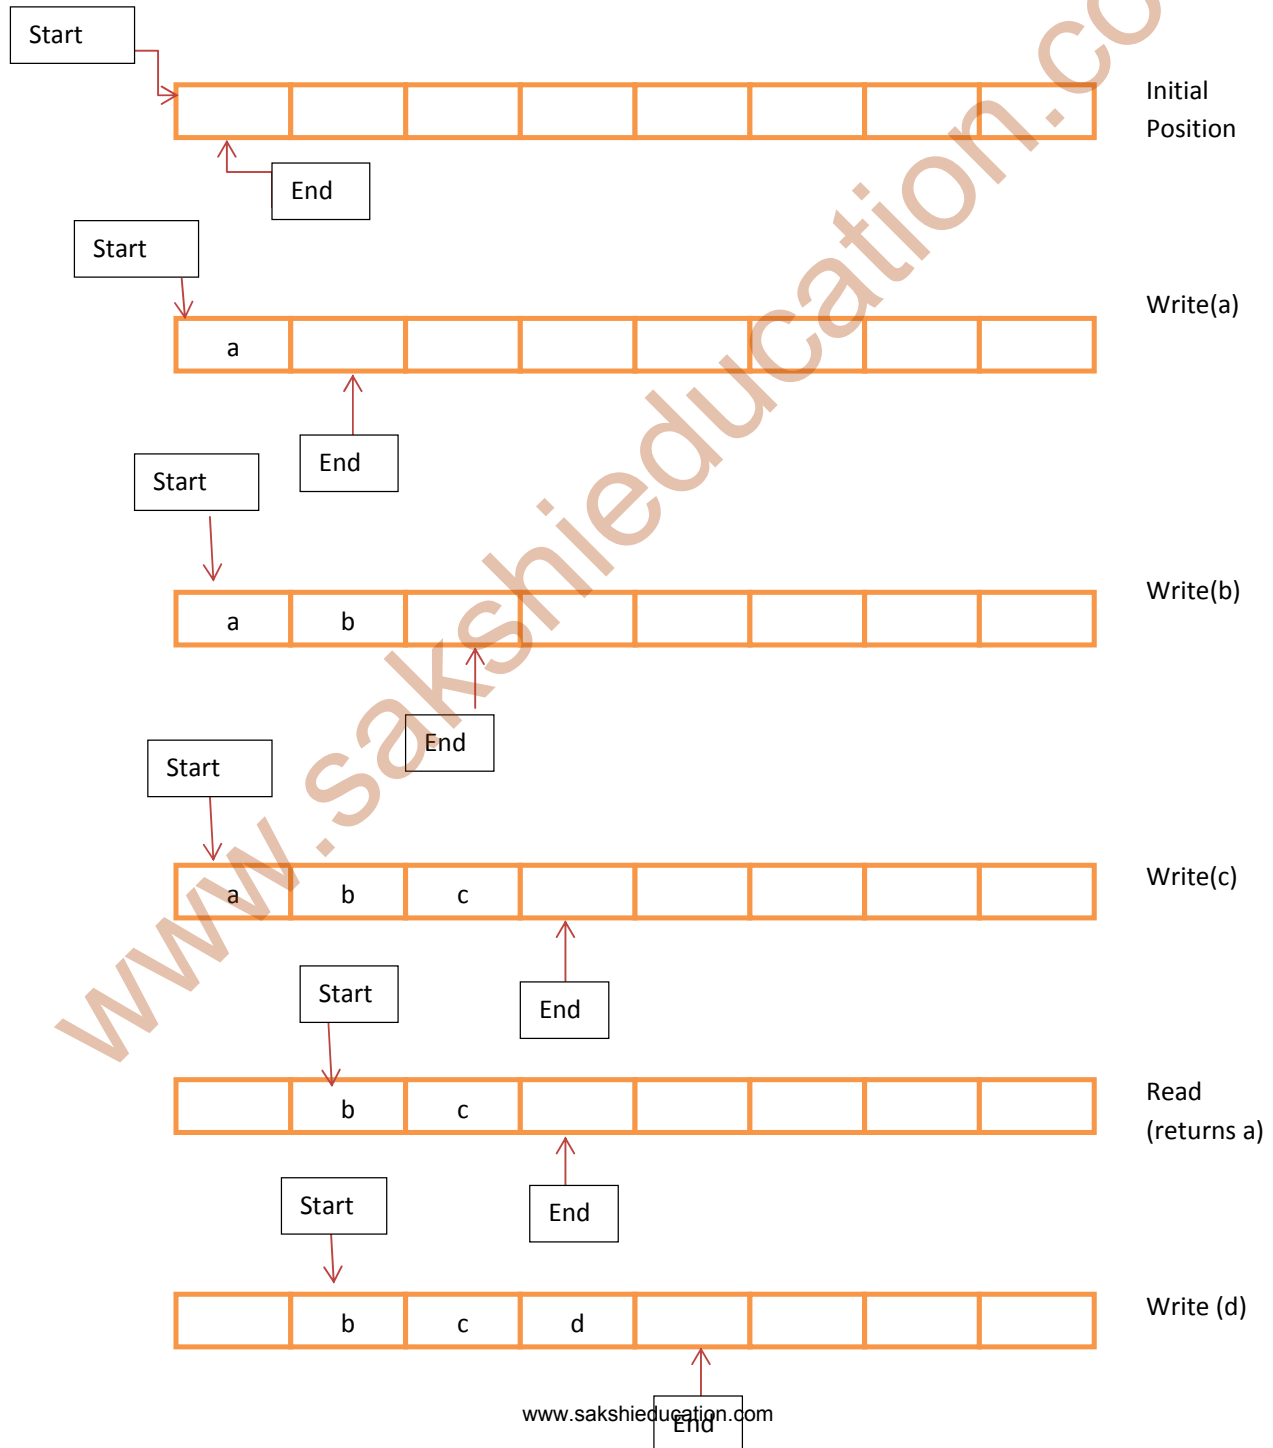 Start
Initial
Position
End
Start
Write(a)
a
End
Start
Write(b)
a b
End
Start
Write(c)
a b c
Start
End
Read
(returns a)
b c
Start
End
Write (d)
b c d
End
www.sakshieducation.com
www.sakshieducation.co